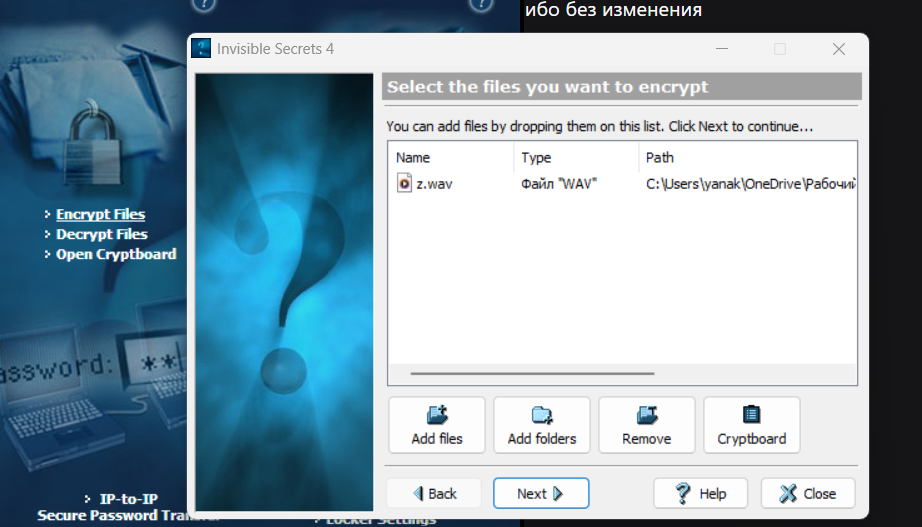 ибо без изменения
Invisible Secrets 4
Select the files you want to encrypt
You can add files by dropping them on this list. Click Next to continue...
Name Type Path
z.wav Файл "WAV" C:\Users\yanak\OneDrive\Рабочий
Encrypt Files
Decrypt Files
Open Cryptboard
assword: **
Add files Add folders Remove Cryptboard
Back Next Help Close
IP-to-IP
Secure Password Transfer
Locker Settings